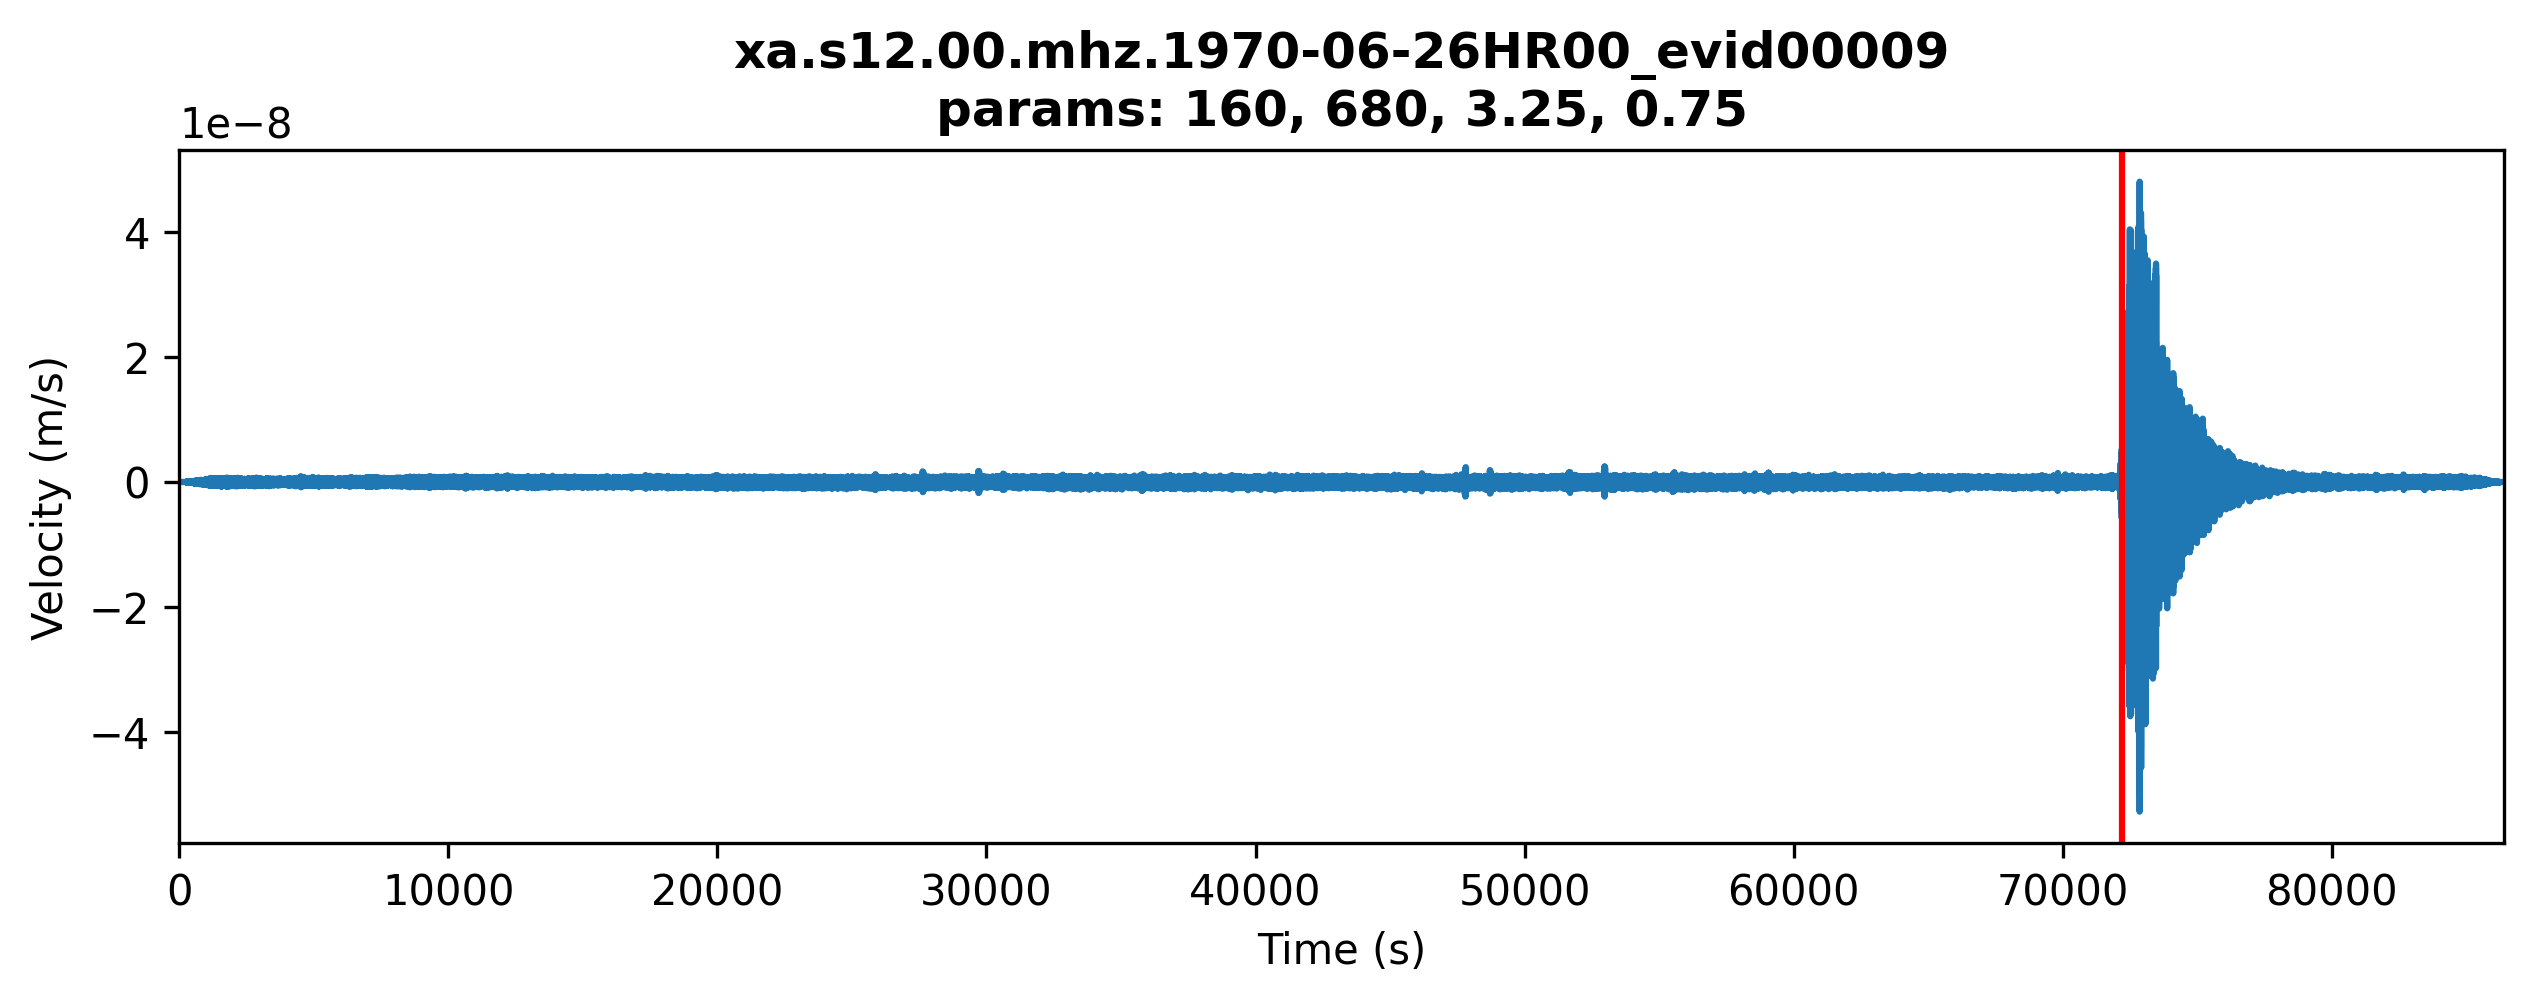 xa.s12.00.mhz.1970-06-26HR00_evid00009
params: 160, 680, 3.25, 0.75
1e−8
4
2
0
−2
−4
Velocity (m/s)
0 10000 20000 30000 40000 50000 60000 70000 80000
Time (s)